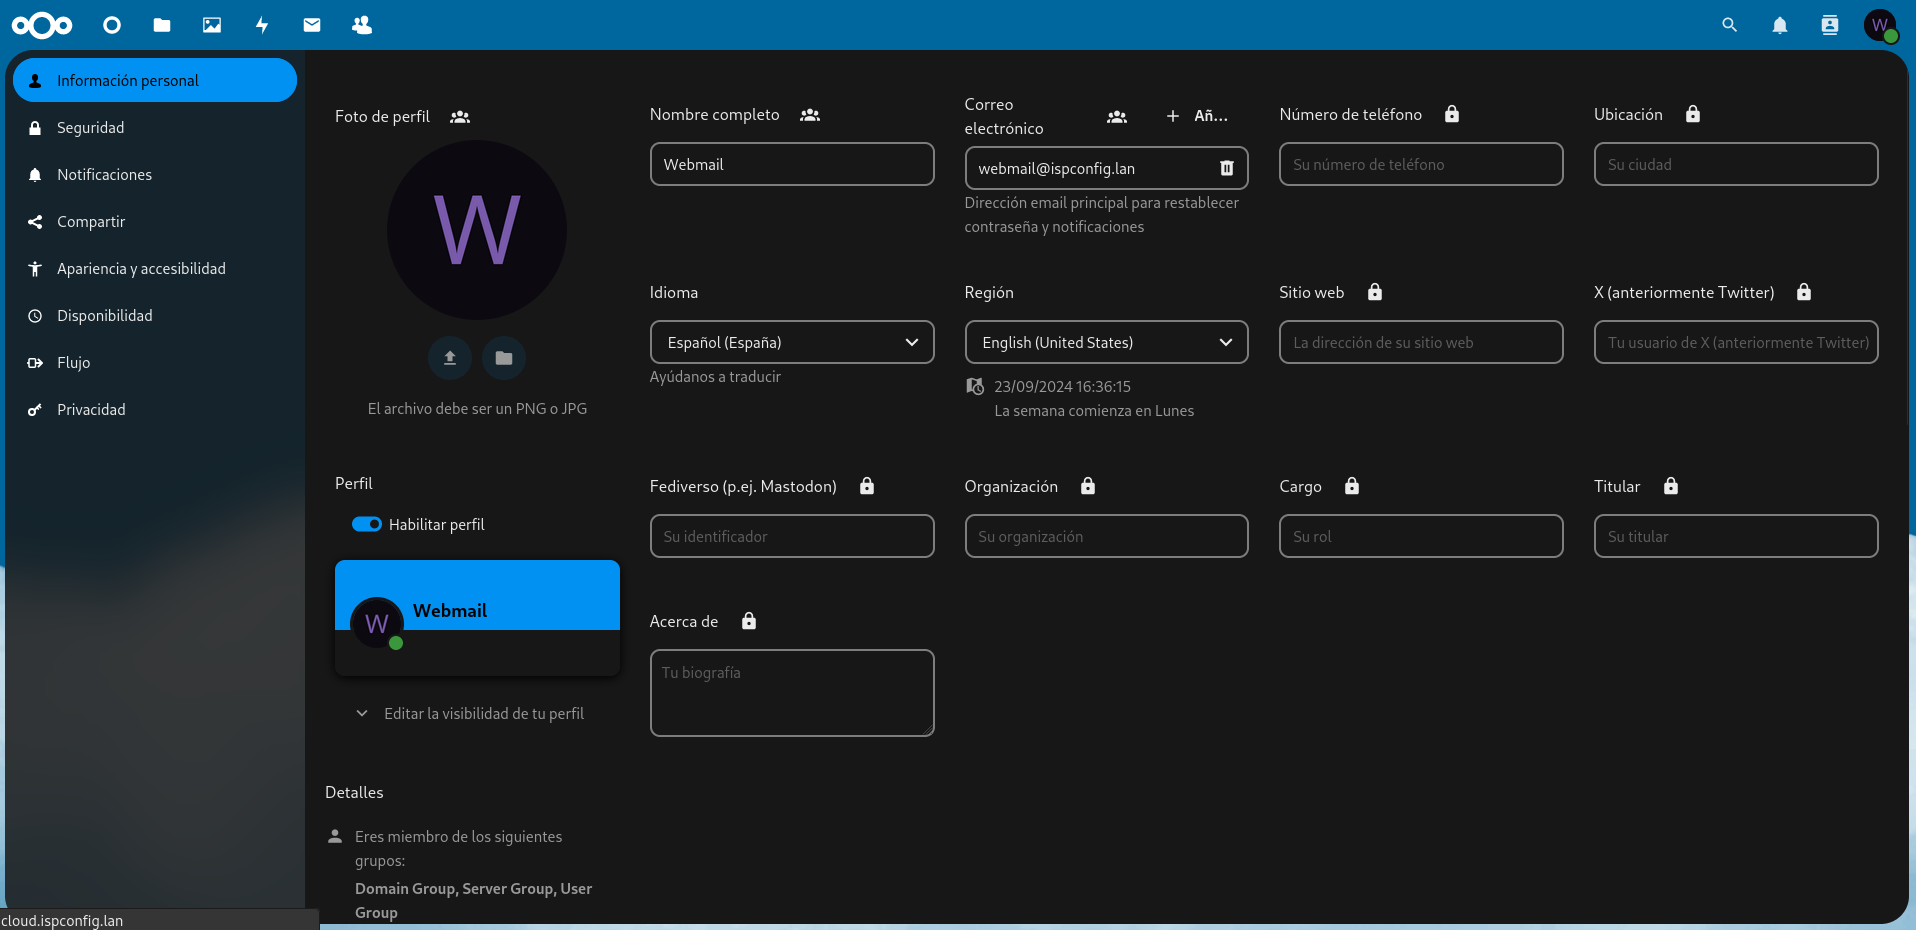 W
Información personal
Seguridad
Notificaciones
Compartir
Apariencia y accesibilidad
Disponibilidad
Flujo
Privacidad
Foto de perfil
W
El archivo debe ser un PNG o JPG
Nombre completo
Webmail
Correo
electrónico
Añ...
webmail@ispconfig.lan
Dirección email principal para restablecer
contraseña y notificaciones
Número de teléfono
Su número de teléfono
Ubicación
Su ciudad
Idioma
Español (España)
Ayúdanos a traducir
Región
English (United States)
23/09/2024 16:36:15
La semana comienza en Lunes
Sitio web
La dirección de su sitio web
X (anteriormente Twitter)
Tu usuario de X (anteriormente Twitter)
Perfil
Habilitar perfil
W
Webmail
Editar la visibilidad de tu perfil
Fediverso (p.ej. Mastodon)
Su identificador
Organización
Su organización
Cargo
Su rol
Titular
Su titular
Acerca de
Tu biografía
Detalles
Eres miembro de los siguientes
grupos:
Domain Group, Server Group, User
Group
cloud.ispconfig.lan